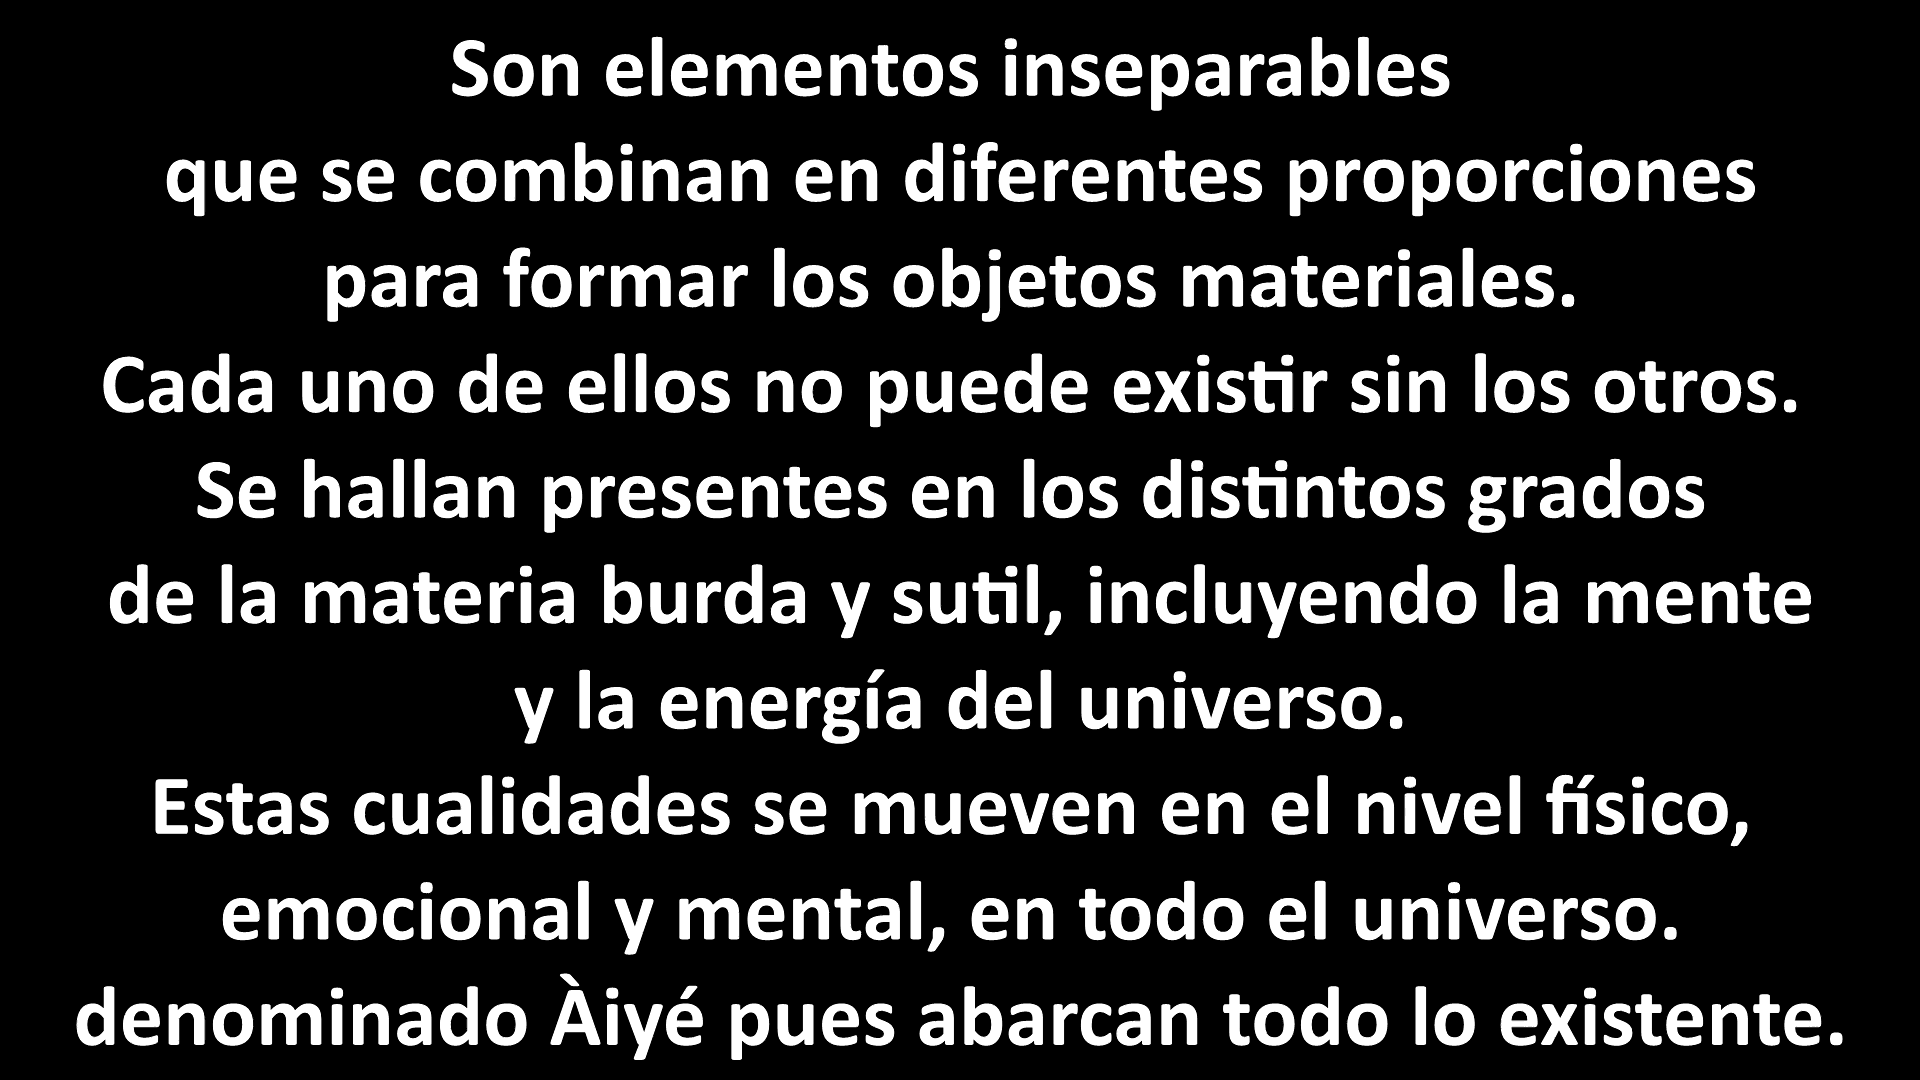 Son elementos inseparables
que se combinan en diferentes proporciones
para formar los objetos materiales.
Cada uno de ellos no puede existir sin los otros.
Se hallan presentes en los distintos grados
de la materia burda y sutil, incluyendo la mente
y la energía del universo.
Estas cualidades se mueven en el nivel físico,
emocional y mental, en todo el universo.
denominado Àiyé pues abarcan todo lo existente.